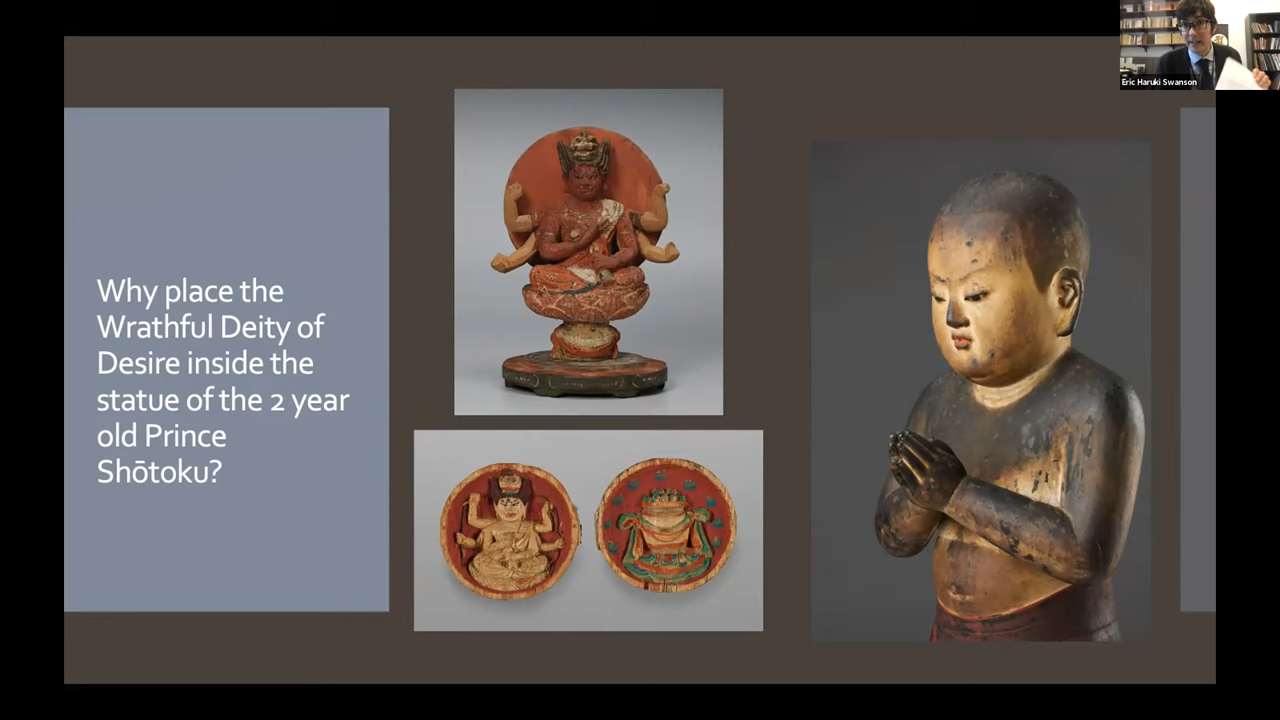 Eric Haruki Swanson
Why place the
Wrathful Deity of
Desire inside the
statue of the 2 year
old Prince
Shōtoku?